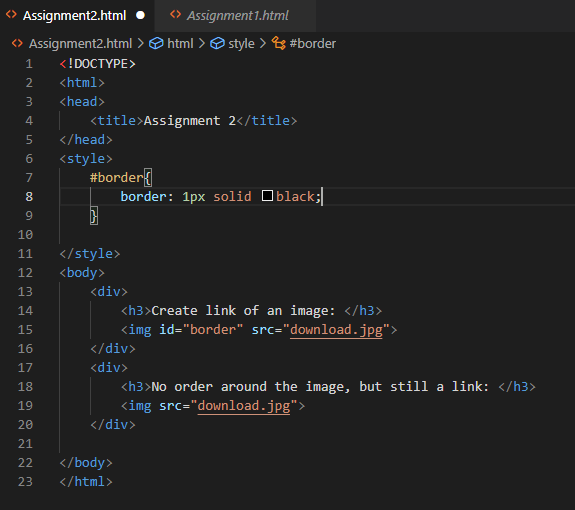 Assignment2.html ● Assignment1.html
Assignment2.html > html > style > #border
1 <!DOCTYPE>
2 <html>
3 <head>
4     <title>Assignment 2</title>
5 </head>
6 <style>
7     #border{
8         border: 1px solid black;
9     }
10
11 </style>
12 <body>
13     <div>
14         <h3>Create link of an image: </h3>
15         <img id="border" src="download.jpg">
16     </div>
17     <div>
18         <h3>No order around the image, but still a link: </h3>
19         <img src="download.jpg">
20     </div>
21
22 </body>
23 </html>